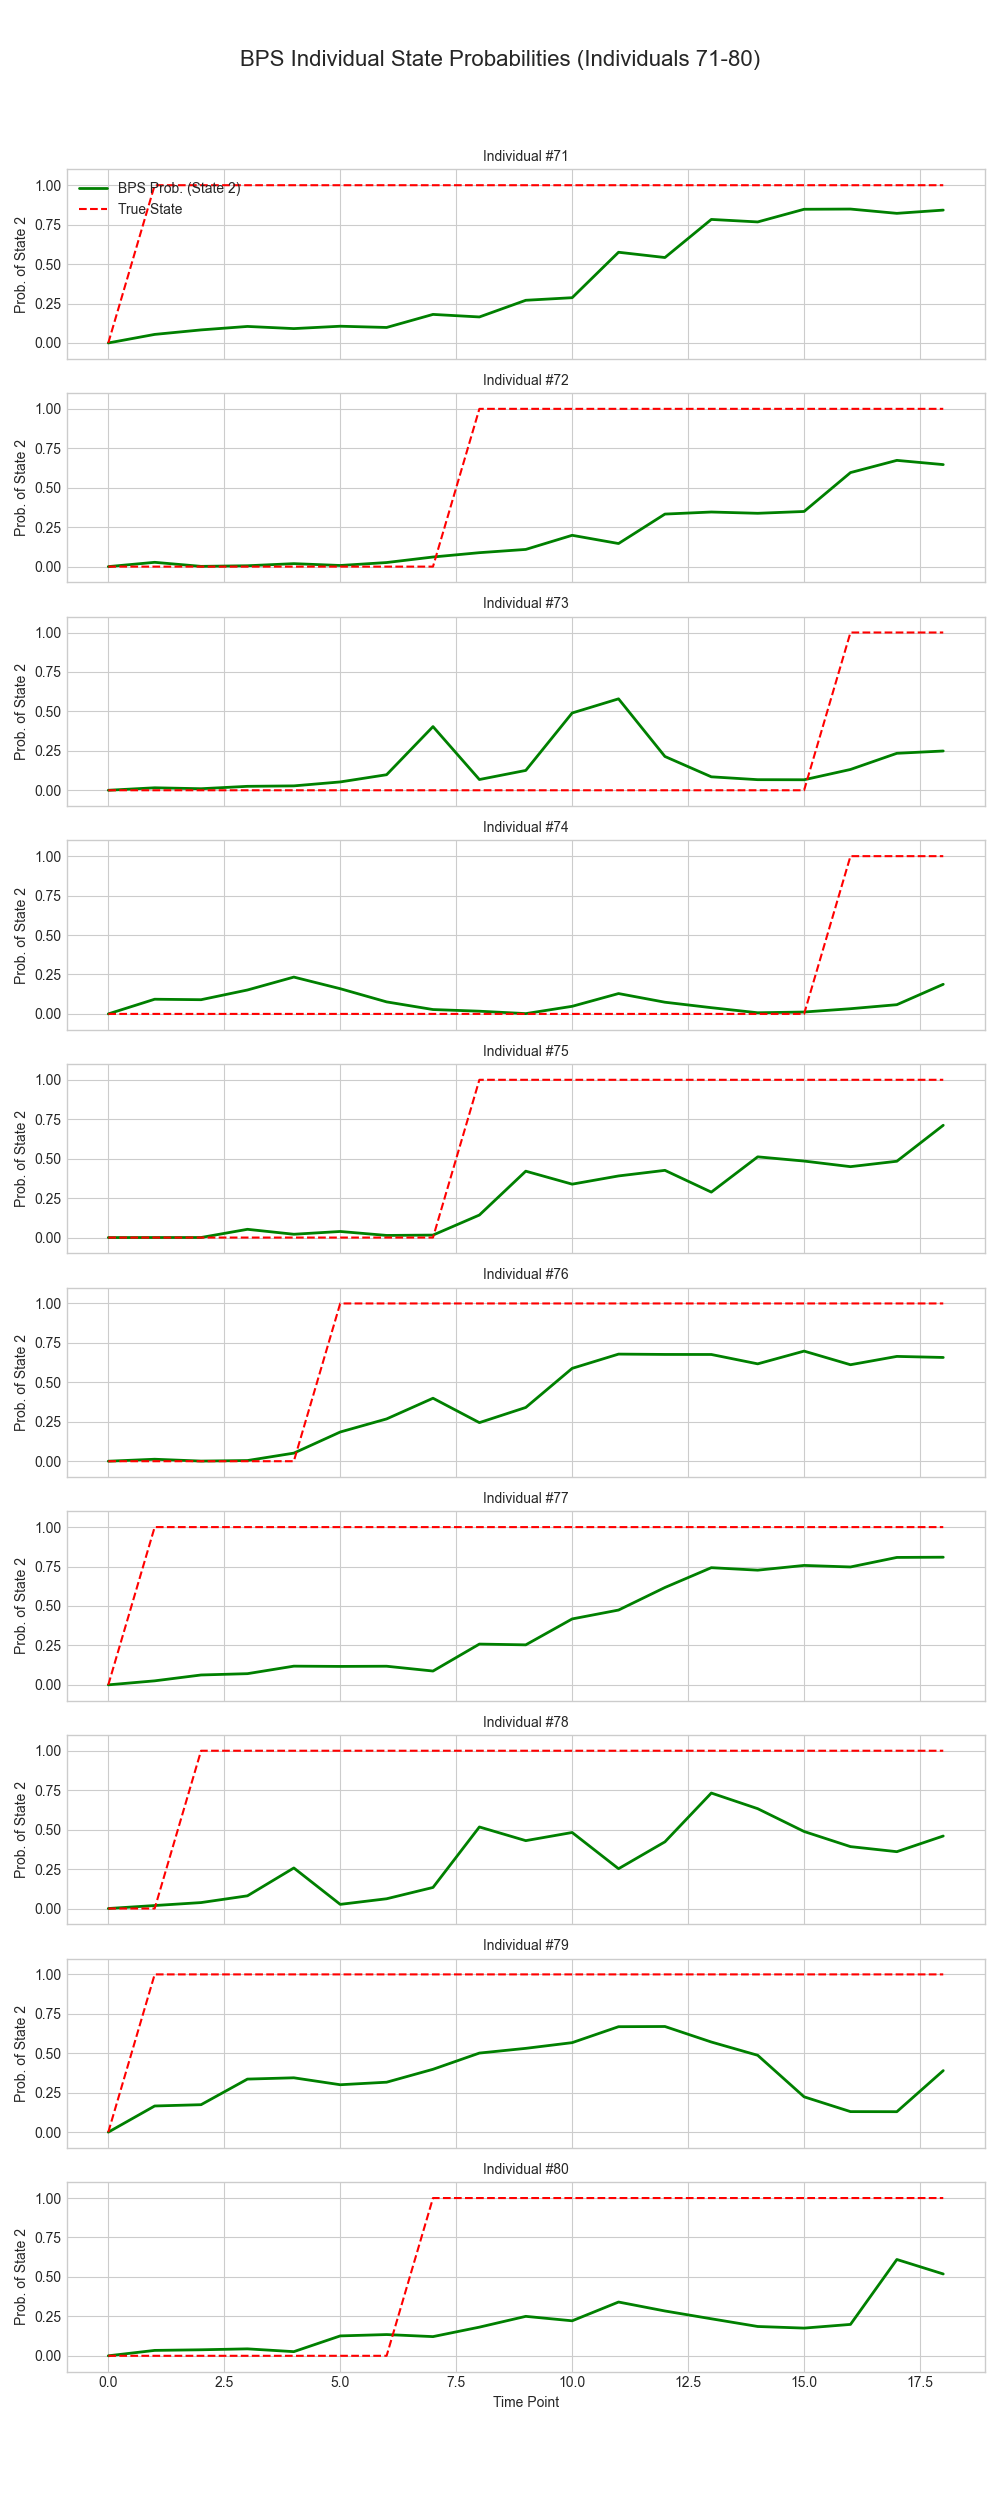 BPS Individual State Probabilities (Individuals 71-80)
Individual #71
BPS Prob. (State 2)
True State
Prob. of State 2
1.00
0.75
0.50
0.25
0.00
Individual #72
Prob. of State 2
1.00
0.75
0.50
0.25
0.00
Individual #73
Prob. of State 2
1.00
0.75
0.50
0.25
0.00
Individual #74
Prob. of State 2
1.00
0.75
0.50
0.25
0.00
Individual #75
Prob. of State 2
1.00
0.75
0.50
0.25
0.00
Individual #76
Prob. of State 2
1.00
0.75
0.50
0.25
0.00
Individual #77
Prob. of State 2
1.00
0.75
0.50
0.25
0.00
Individual #78
Prob. of State 2
1.00
0.75
0.50
0.25
0.00
Individual #79
Prob. of State 2
1.00
0.75
0.50
0.25
0.00
Individual #80
Prob. of State 2
1.00
0.75
0.50
0.25
0.00
0.0 2.5 5.0 7.5 10.0 12.5 15.0 17.5
Time Point